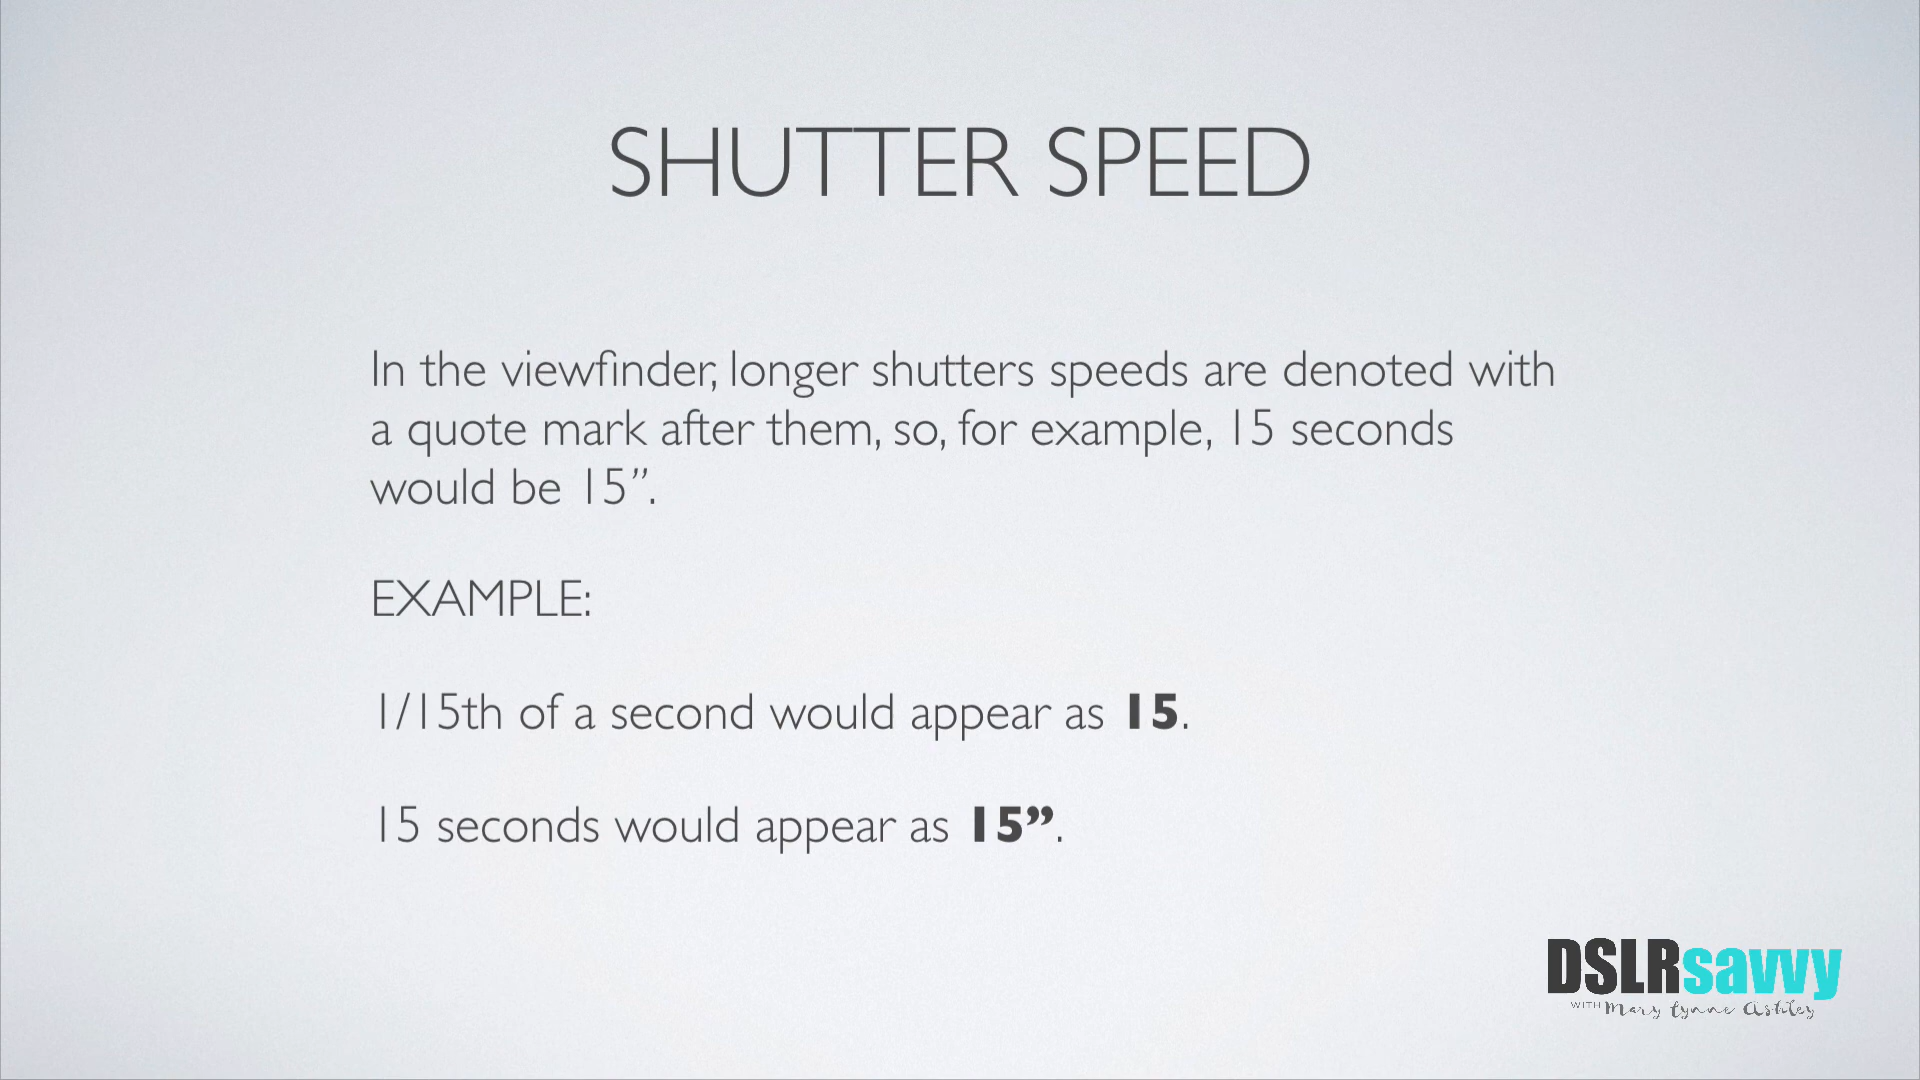 SHUTTER SPEED
In the viewfinder, longer shutters speeds are denoted with
a quote mark after them, so, for example, 15 seconds
would be 15”.
EXAMPLE:
1/15th of a second would appear as 15.
15 seconds would appear as 15”.
DSLRsavvy
WITH Mary Lynne Ashley